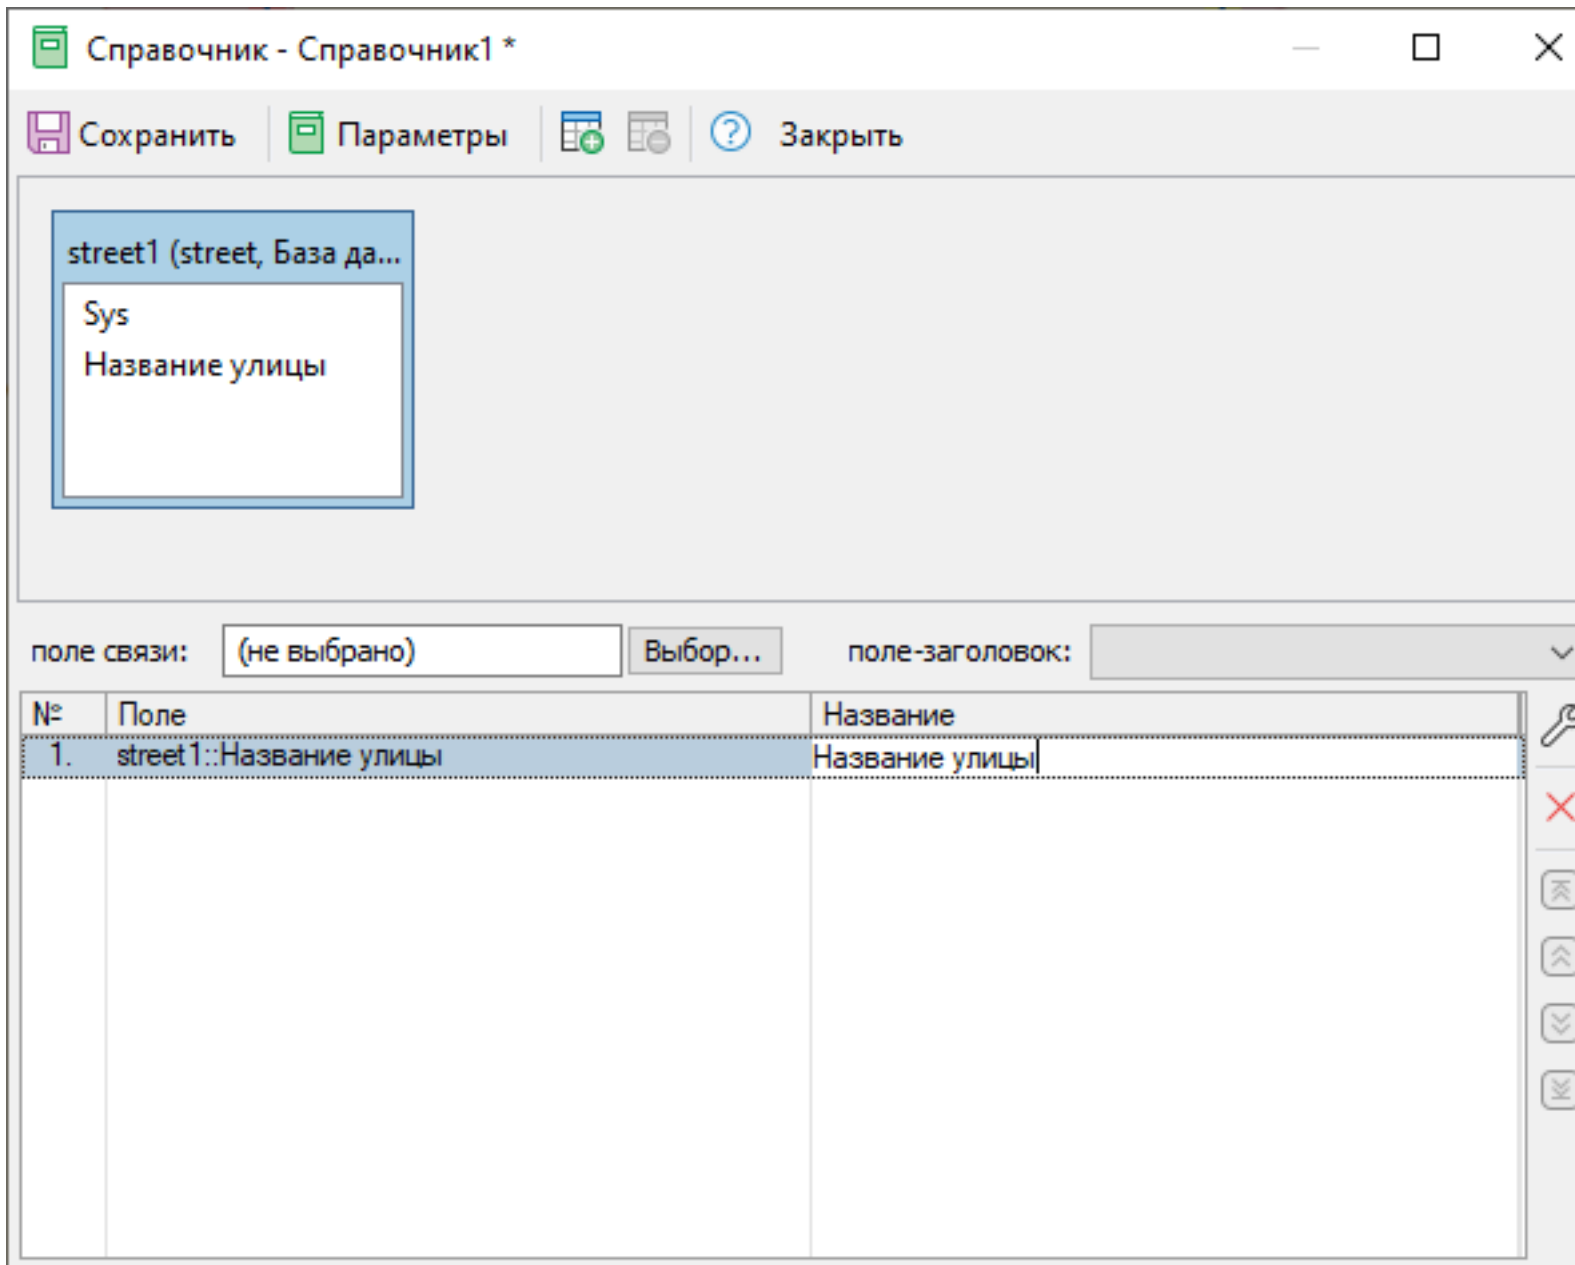 Справочник - Справочник1 *
Сохранить Параметры ? Закрыть
street1 (street, База да...
Sys
Название улицы
поле связи: (не выбрано) Выбор... поле-заголовок:
№ Поле Название
1. street1::Название улицы Название улицы